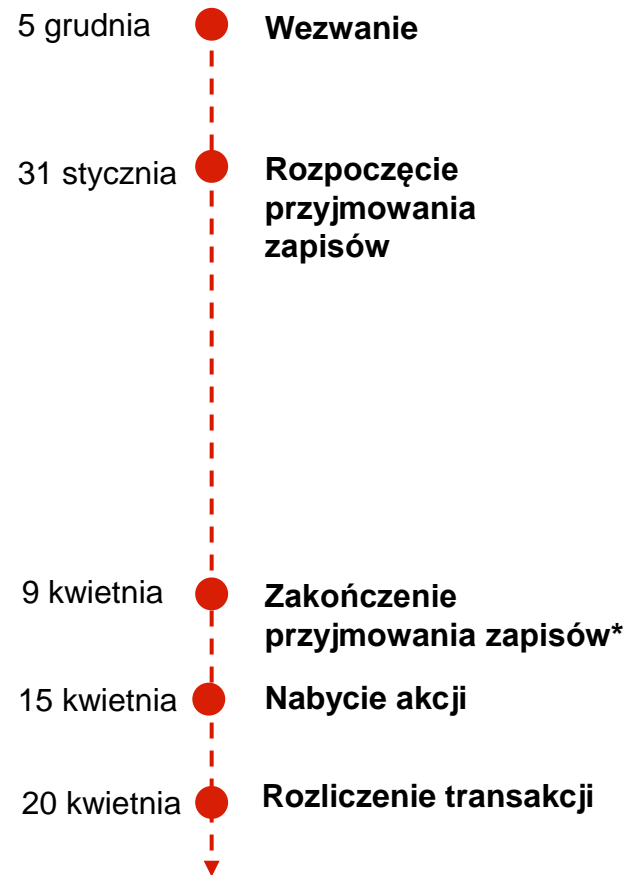 5 grudnia Wezwanie
31 stycznia Rozpoczęcie
przyjmowania
zapisów
9 kwietnia Zakończenie
przyjmowania zapisów*
15 kwietnia Nabycie akcji
20 kwietnia Rozliczenie transakcji